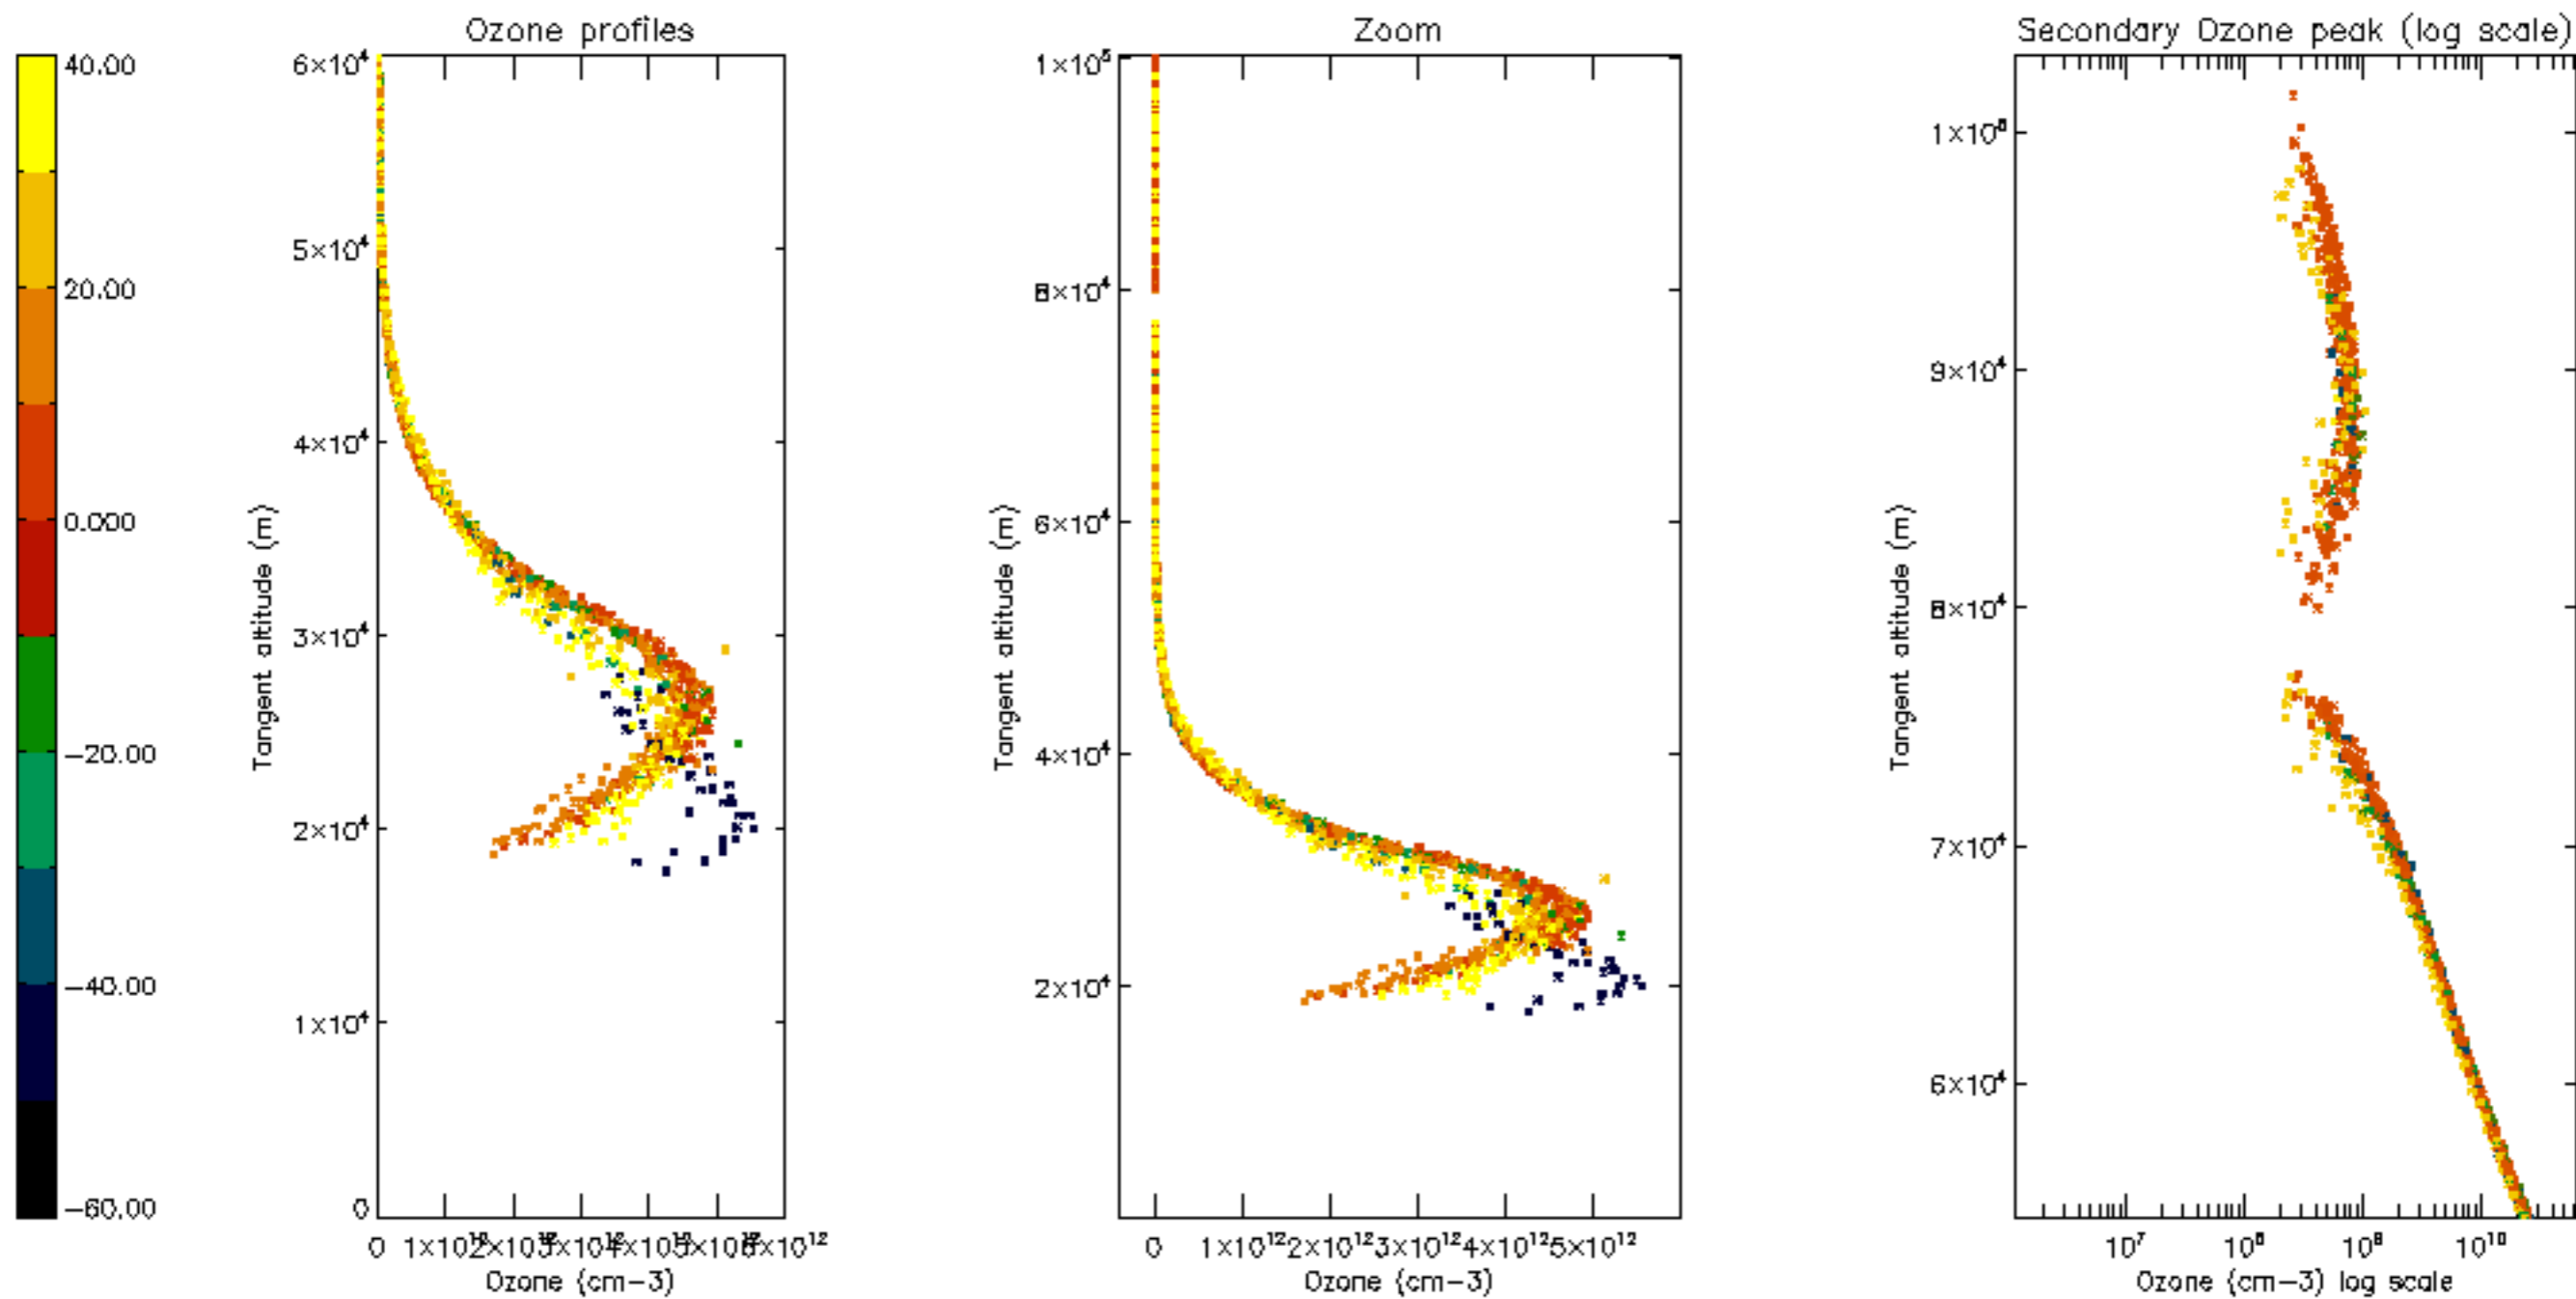 Ozone profiles
Zoom
Secondary Ozone peak (log scale)
40.00
20.00
0.000
−20.00
−40.00
−60.00
6×10⁴
5×10⁴
4×10⁴
3×10⁴
2×10⁴
1×10⁴
0
Tangent altitude (m)
0
Ozone (cm−3)
1×10⁵
8×10⁴
6×10⁴
4×10⁴
2×10⁴
Tangent altitude (m)
0 1×10¹² 2×10¹² 3×10¹² 4×10¹² 5×10¹²
Ozone (cm−3)
9×10⁴
8×10⁴
7×10⁴
6×10⁴
Tangent altitude (m)
10⁷ 10⁸ 10⁹ 10¹⁰
Ozone (cm−3) log scale